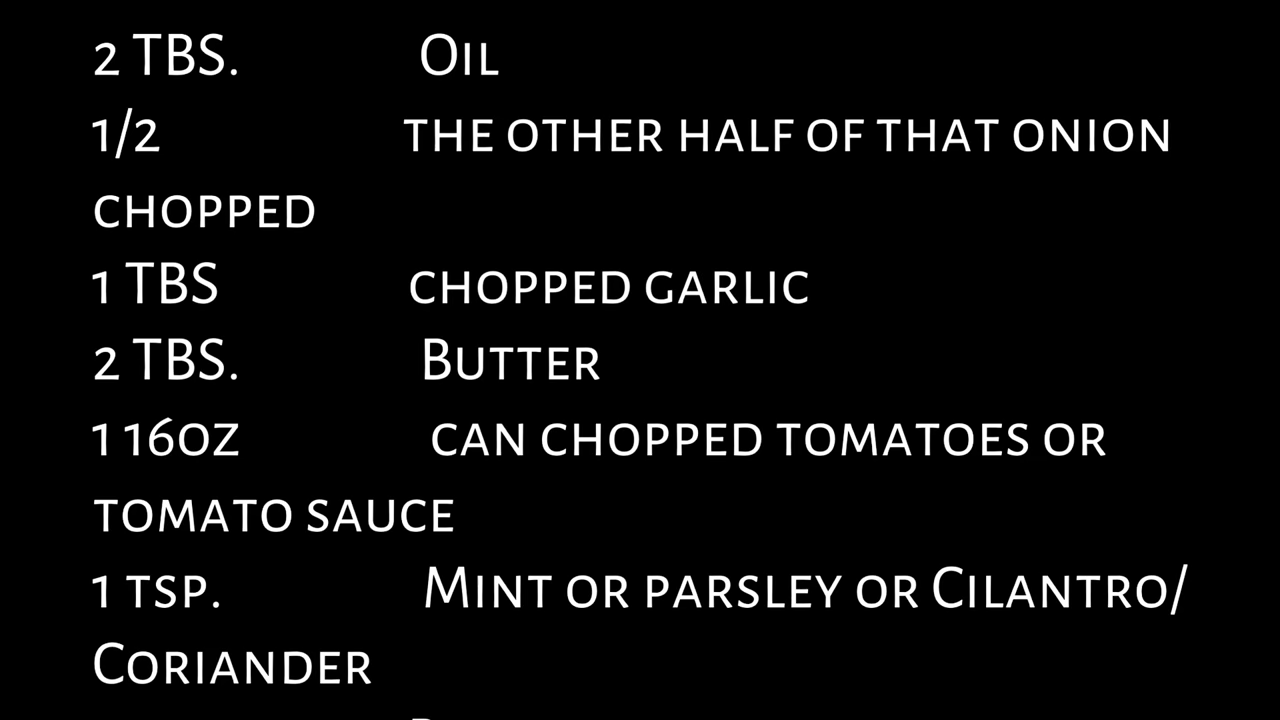 2 TBS. Oil
1/2 the other half of that onion
chopped
1 TBS chopped garlic
2 TBS. Butter
1 16oz can chopped tomatoes or
tomato sauce
1 tsp. Mint or parsley or Cilantro/
Coriander